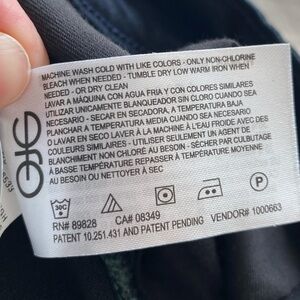 MACHINE WASH COLD WITH LIKE COLORS - ONLY NON-CHLORINE
BLEACH WHEN NEEDED - TUMBLE DRY LOW WARM IRON WHEN
NEEDED - OR DRY CLEAN
LAVAR A MÁQUINA CON AGUA FRÍA Y CON COLORES SIMILARES
UTILIZAR ÚNICAMENTE BLANQUEADOR SIN CLORO CUANDO SEA
NECESARIO - SECAR EN SECADORA, A TEMPERATURA BAJA
PLANCHAR A TEMPERATURA MEDIA CUANDO SEA NECESARIO -
O LAVAR EN SECO LAVER À LA MACHINE À L'EAU FROIDE AVEC DES
COULEURS SIMILAIRES - UTILISER, AU BESOIN, UN AGENT DE
BLANCHIMENT NON CHLORÉ AU BESOIN - SÉCHER PAR CULBUTAGE
À BASSE TEMPÉRATURE REPASSER À TEMPÉRATURE MOYENNE
AU BESOIN OU NETTOYER À SEC
30C
P
RN# 89828 CA# 08349 VENDOR# 1000663
PATENT 10.251.431 AND PATENT PENDING